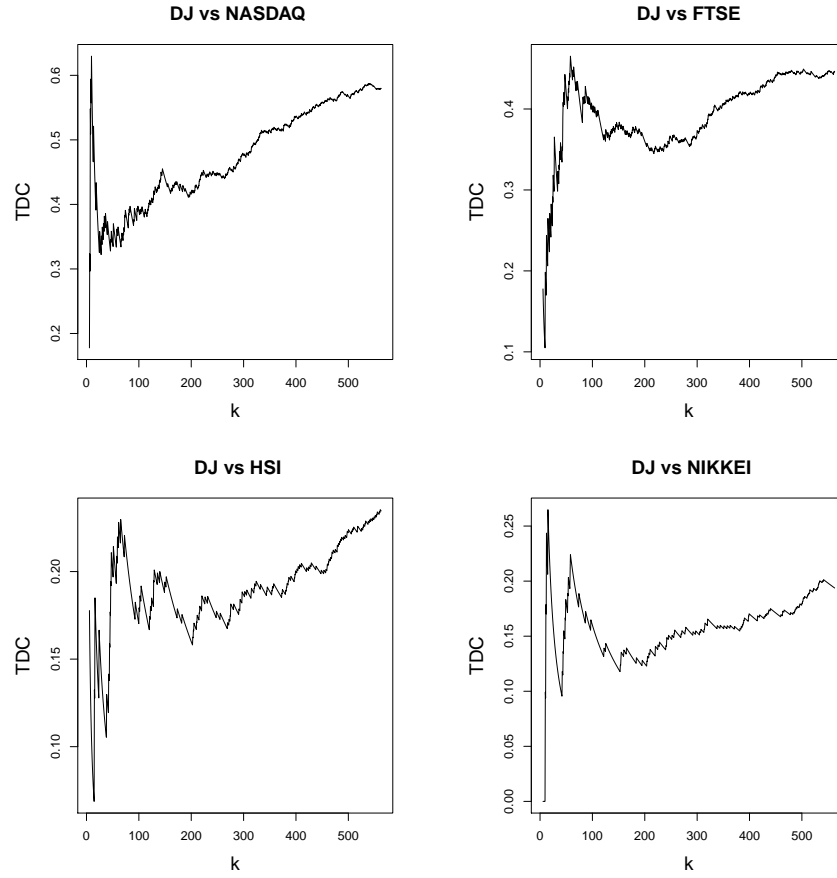 DJ vs NASDAQ
TDC
0.2 0.3 0.4 0.5 0.6
0 100 200 300 400 500
k
DJ vs FTSE
TDC
0.1 0.2 0.3 0.4
0 100 200 300 400 500
k
DJ vs HSI
TDC
0.10 0.15 0.20
0 100 200 300 400 500
k
DJ vs NIKKEI
TDC
0.00 0.05 0.10 0.15 0.20 0.25
0 100 200 300 400 500
k